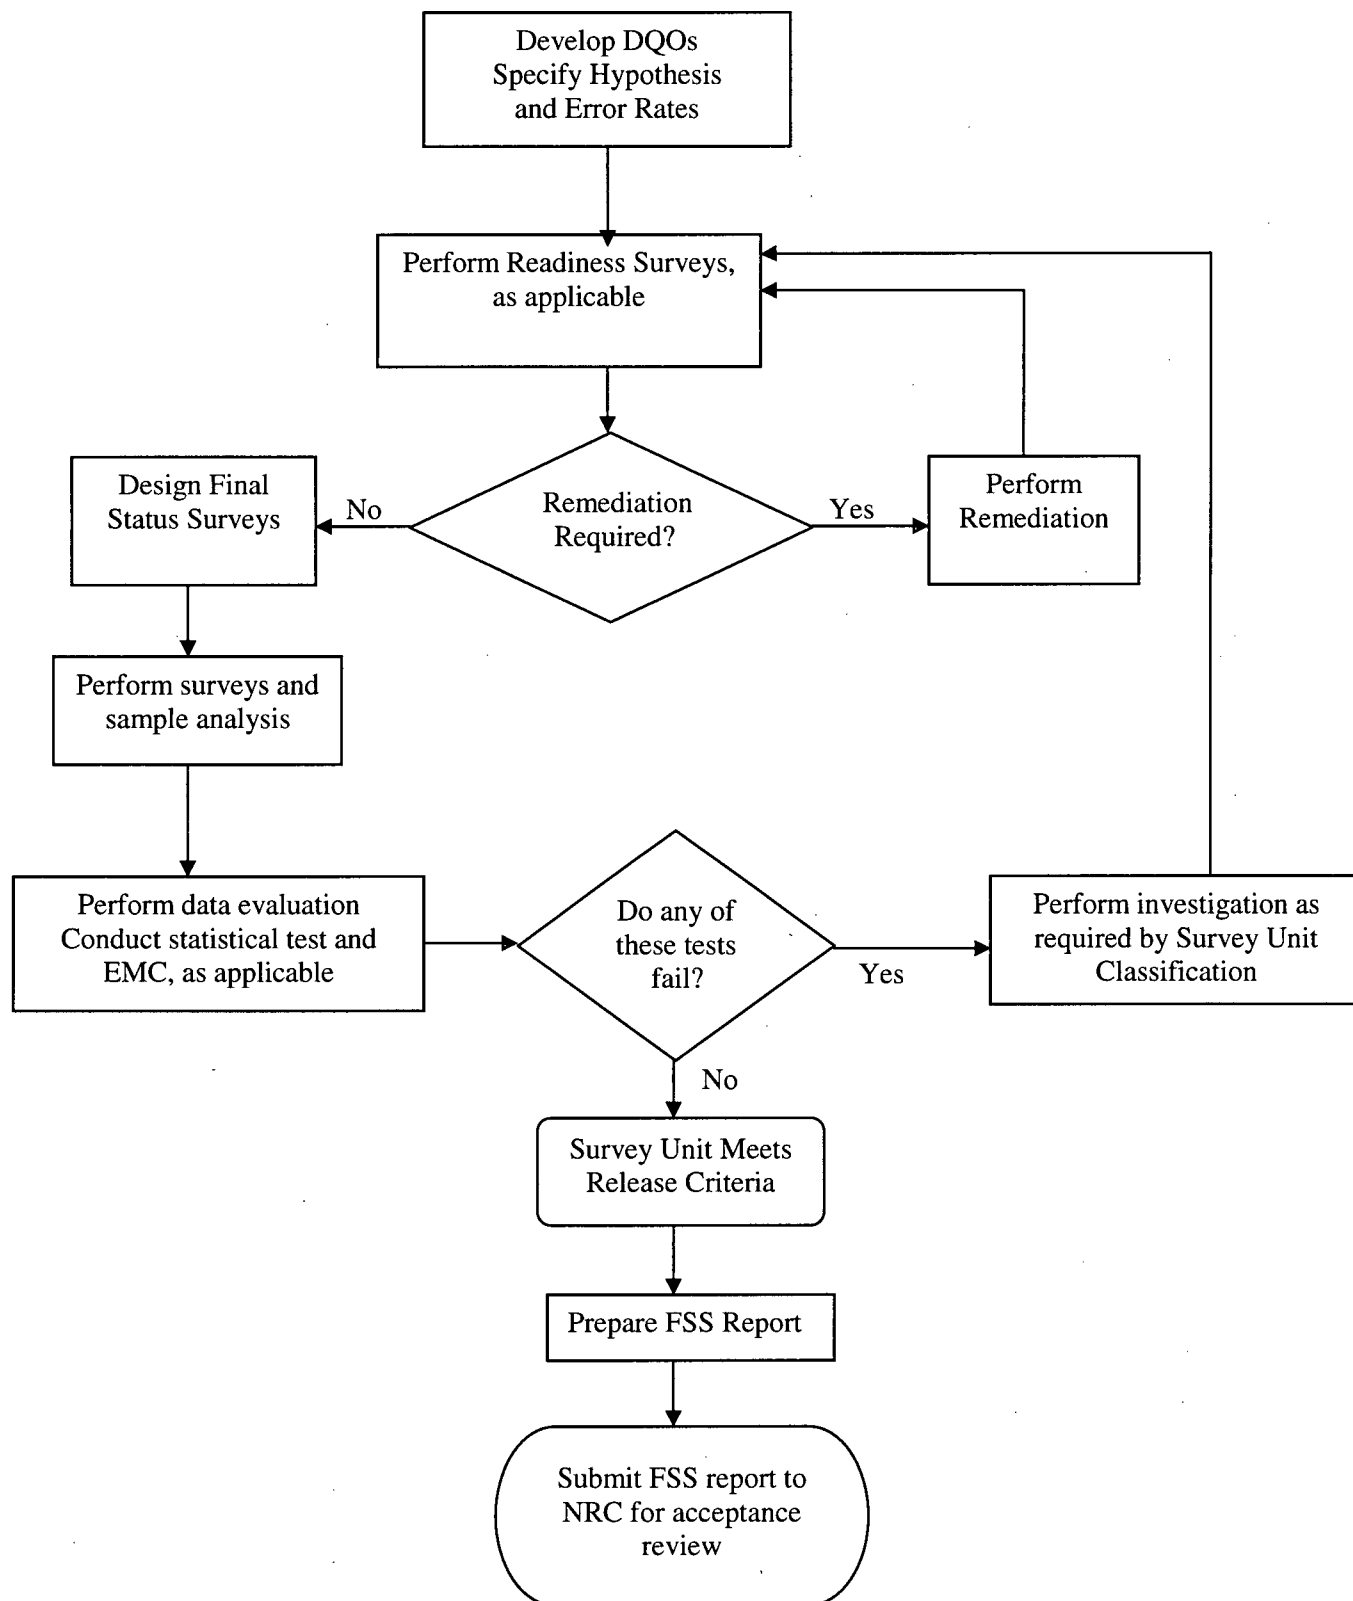 Develop DQOs
Specify Hypothesis
and Error Rates
Perform Readiness Surveys,
as applicable
Remediation
Required?
No
Yes
Design Final
Status Surveys
Perform
Remediation
Perform surveys and
sample analysis
Perform data evaluation
Conduct statistical test and
EMC, as applicable
Do any of
these tests
fail?
Yes
Perform investigation as
required by Survey Unit
Classification
No
Survey Unit Meets
Release Criteria
Prepare FSS Report
Submit FSS report to
NRC for acceptance
review